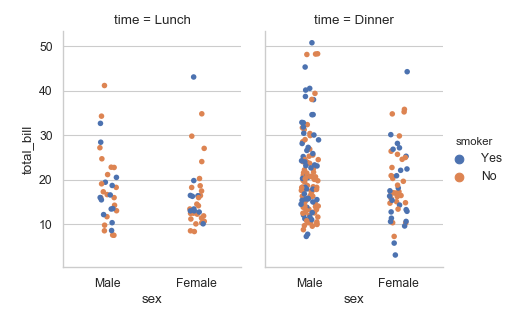 time = Lunch
time = Dinner
50
40
30
20
10
total_bill
Male
Female
Male
Female
sex
sex
smoker
Yes
No